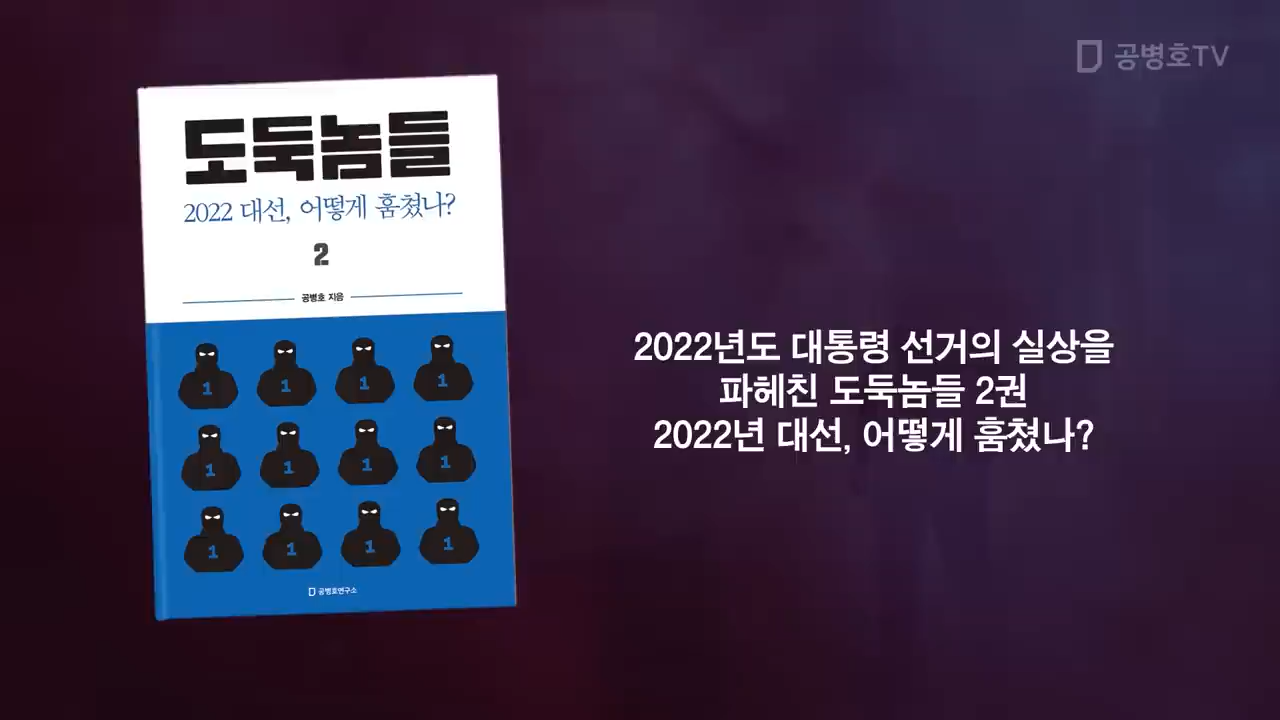 공병호TV
도둑놈들
2022 대선, 어떻게 훔쳤나?
2
공병호 지음
1 1 1 1
1 1 1 1
1 1 1 1
공병호연구소
2022년도 대통령 선거의 실상을
파헤친 도둑놈들 2권
2022년 대선, 어떻게 훔쳤나?